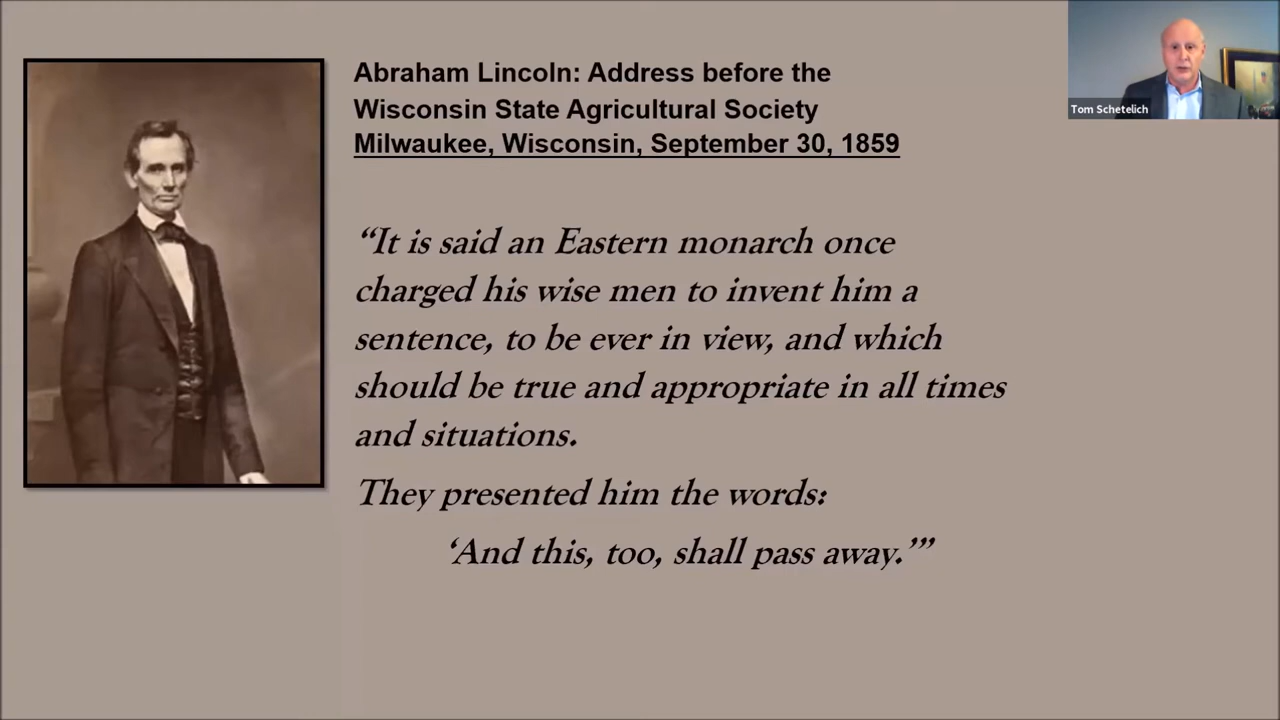 Abraham Lincoln: Address before the
Wisconsin State Agricultural Society
Milwaukee, Wisconsin, September 30, 1859
Tom Schetelich
“It is said an Eastern monarch once
charged his wise men to invent him a
sentence, to be ever in view, and which
should be true and appropriate in all times
and situations.
They presented him the words:
‘And this, too, shall pass away.’”